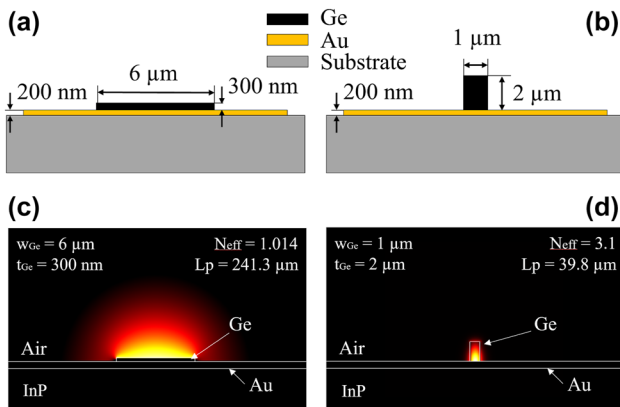 (a)
Ge
Au
Substrate
(b)
6 µm
200 nm
300 nm
1 µm
200 nm
2 µm
(c)
(d)
wGe = 6 µm
Neff = 1.014
tGe = 300 nm
Lp = 241.3 µm
Ge
Air
Au
InP
wGe = 1 µm
Neff = 3.1
tGe = 2 µm
Lp = 39.8 µm
Ge
Air
Au
InP